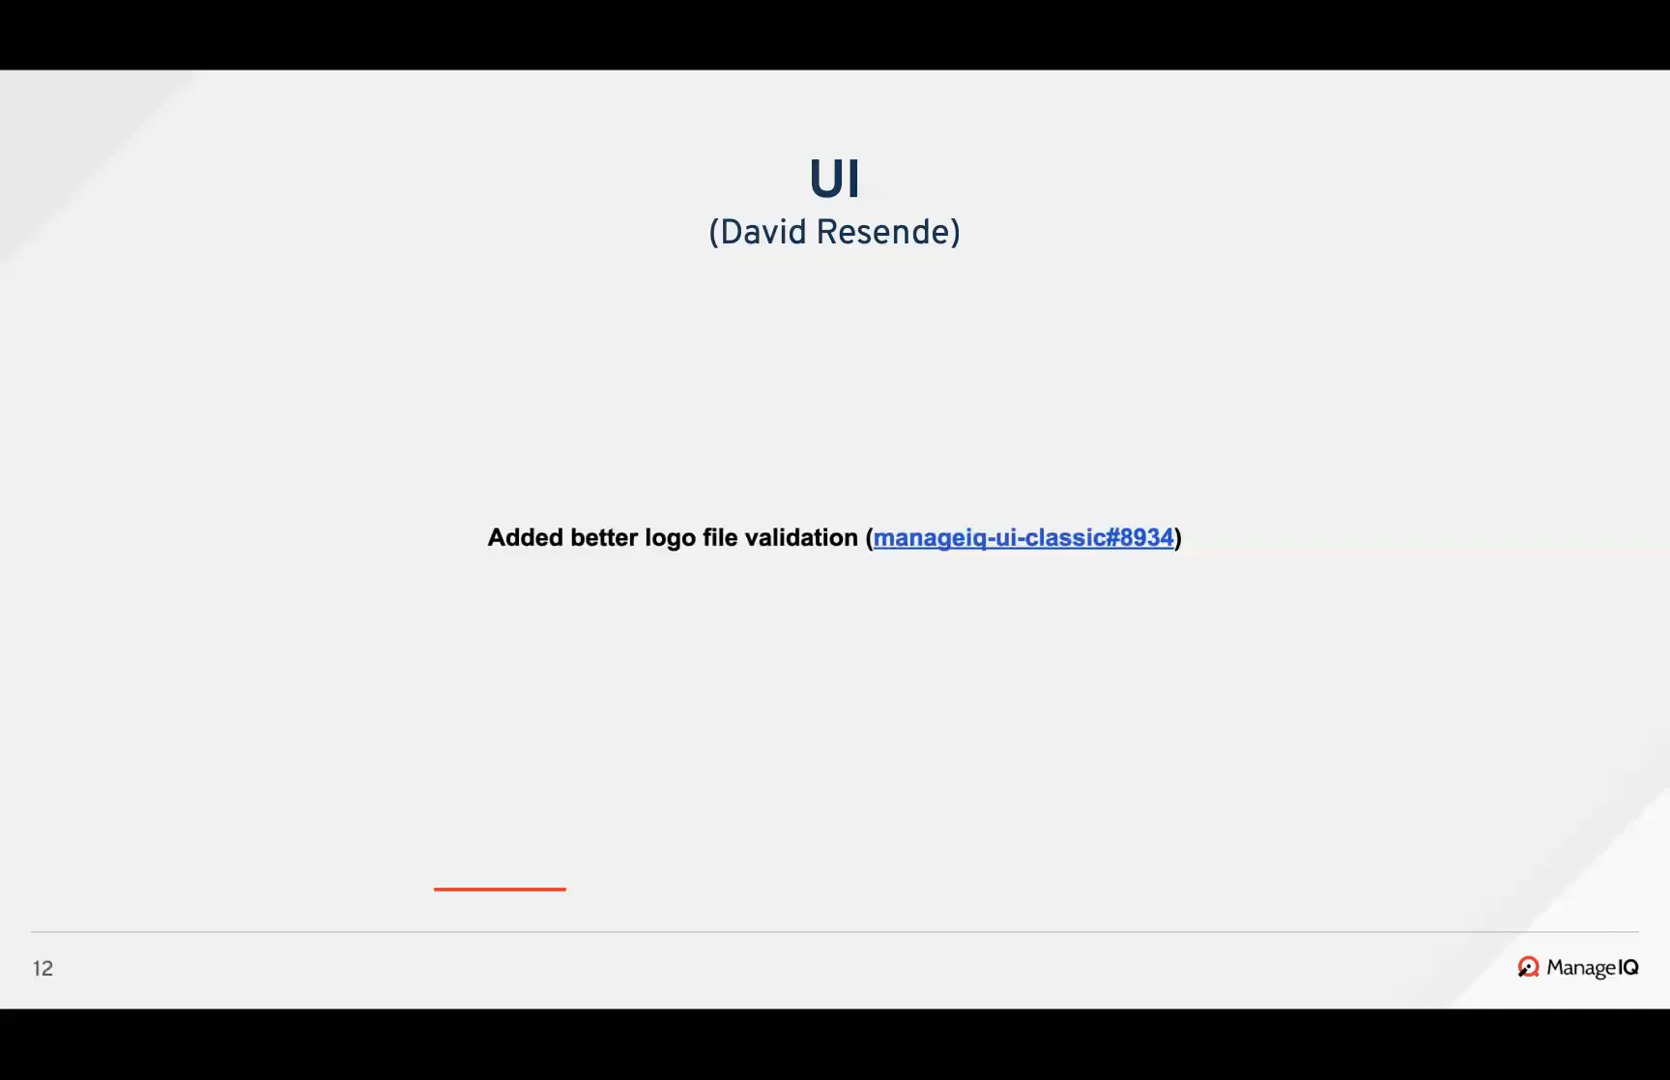 UI
(David Resende)
Added better logo file validation (manageiq-ui-classic#8934)
12
ManageIQ